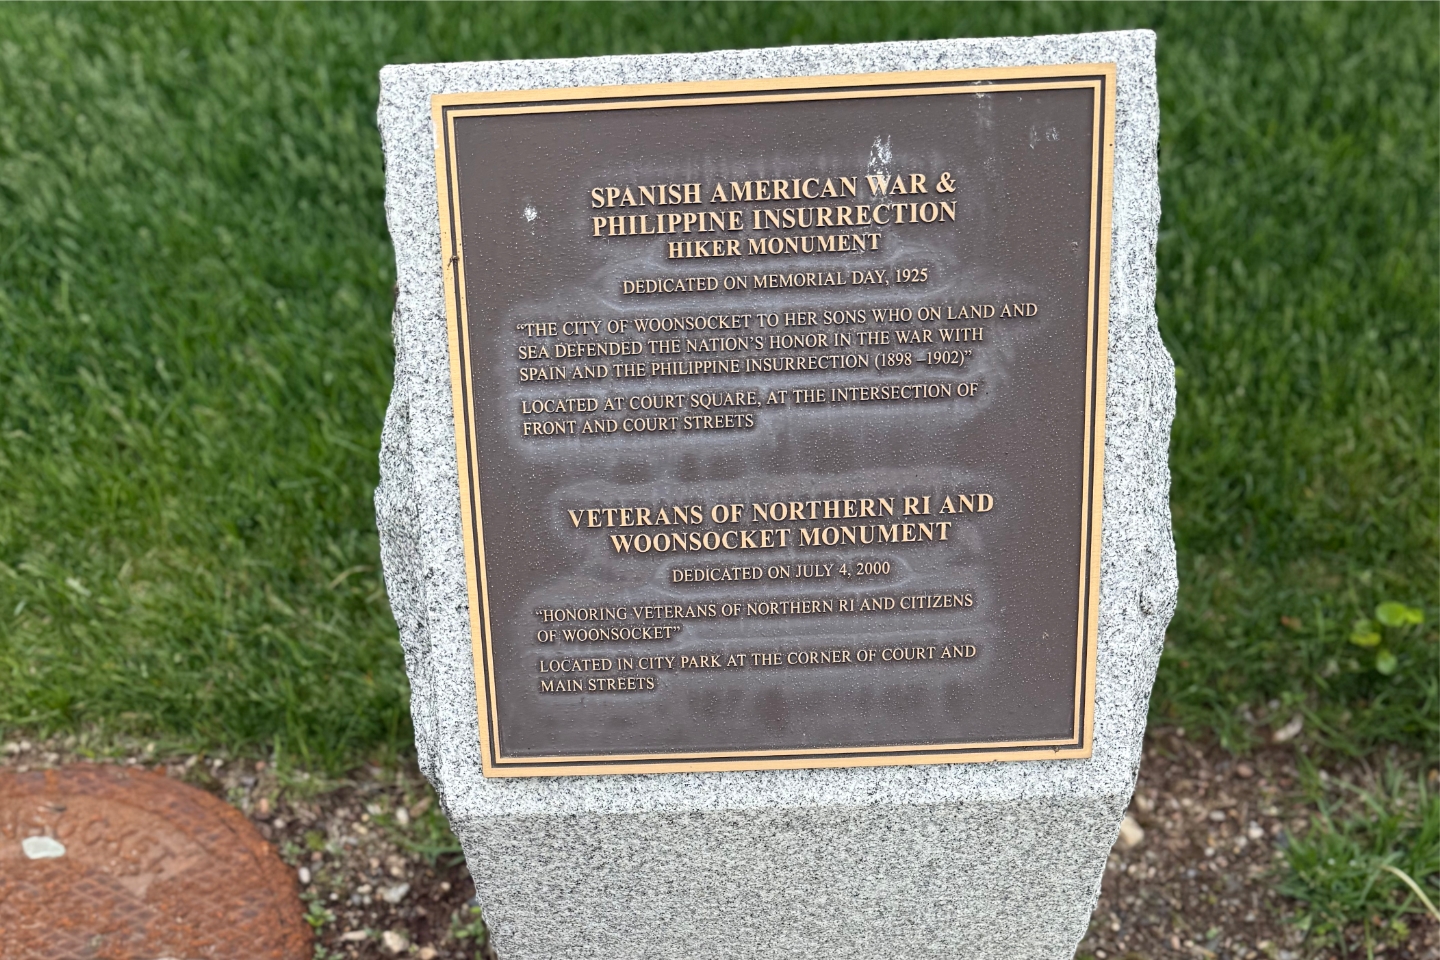 SPANISH AMERICAN WAR &
PHILIPPINE INSURRECTION
HIKER MONUMENT
DEDICATED ON MEMORIAL DAY, 1925
“THE CITY OF WOONSOCKET TO HER SONS WHO ON LAND AND
SEA DEFENDED THE NATION’S HONOR IN THE WAR WITH
SPAIN AND THE PHILIPPINE INSURRECTION (1898 –1902)”
LOCATED AT COURT SQUARE, AT THE INTERSECTION OF
FRONT AND COURT STREETS
VETERANS OF NORTHERN RI AND
WOONSOCKET MONUMENT
DEDICATED ON JULY 4, 2000
“HONORING VETERANS OF NORTHERN RI AND CITIZENS
OF WOONSOCKET”
LOCATED IN CITY PARK AT THE CORNER OF COURT AND
MAIN STREETS